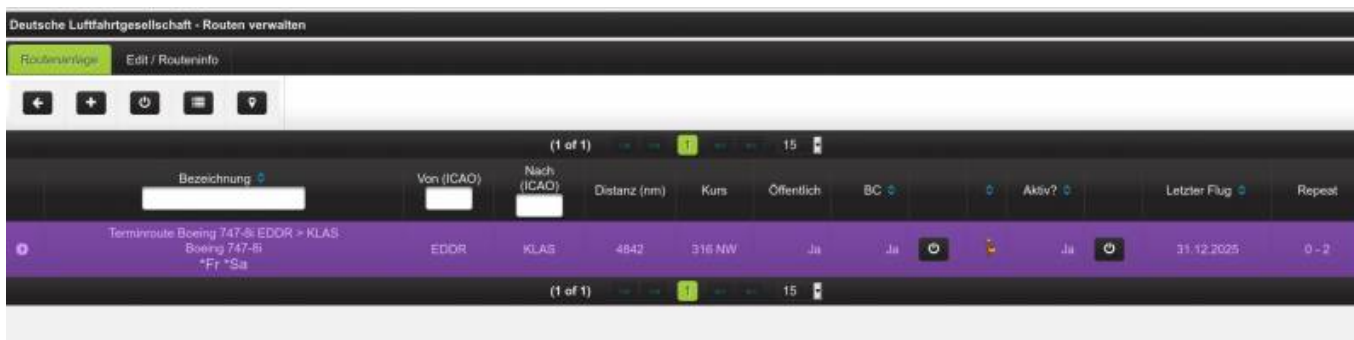 Deutsche Luftfahrtgesellschaft - Routen verwalten
Routenanlage Edit / Routeninfo
(1 of 1) 1 15
Bezeichnung Von (ICAO) Nach (ICAO) Distanz (nm) Kurs Öffentlich BC Aktiv? Letzter Flug Repeat
Terminroute Boeing 747-8i EDDR > KLAS
Boeing 747-8i
*Fr *Sa
EDDR KLAS 4842 316 NW Ja Ja Ja 31.12.2025 0 - 2
(1 of 1) 1 15